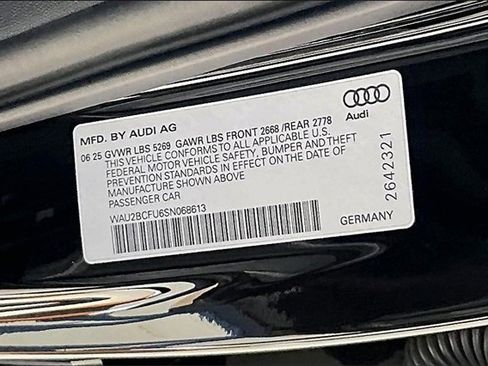 MFD. BY AUDI AG
Audi
06 25 GVWR LBS 5269 GAWR LBS FRONT 2668 /REAR 2778
THIS VEHICLE CONFORMS TO ALL APPLICABLE U.S.
FEDERAL MOTOR VEHICLE SAFETY, BUMPER AND THEFT
PREVENTION STANDARDS IN EFFECT ON THE DATE OF
MANUFACTURE SHOWN ABOVE
PASSENGER CAR
WAU2BCFU6SN068613
2642321
GERMANY